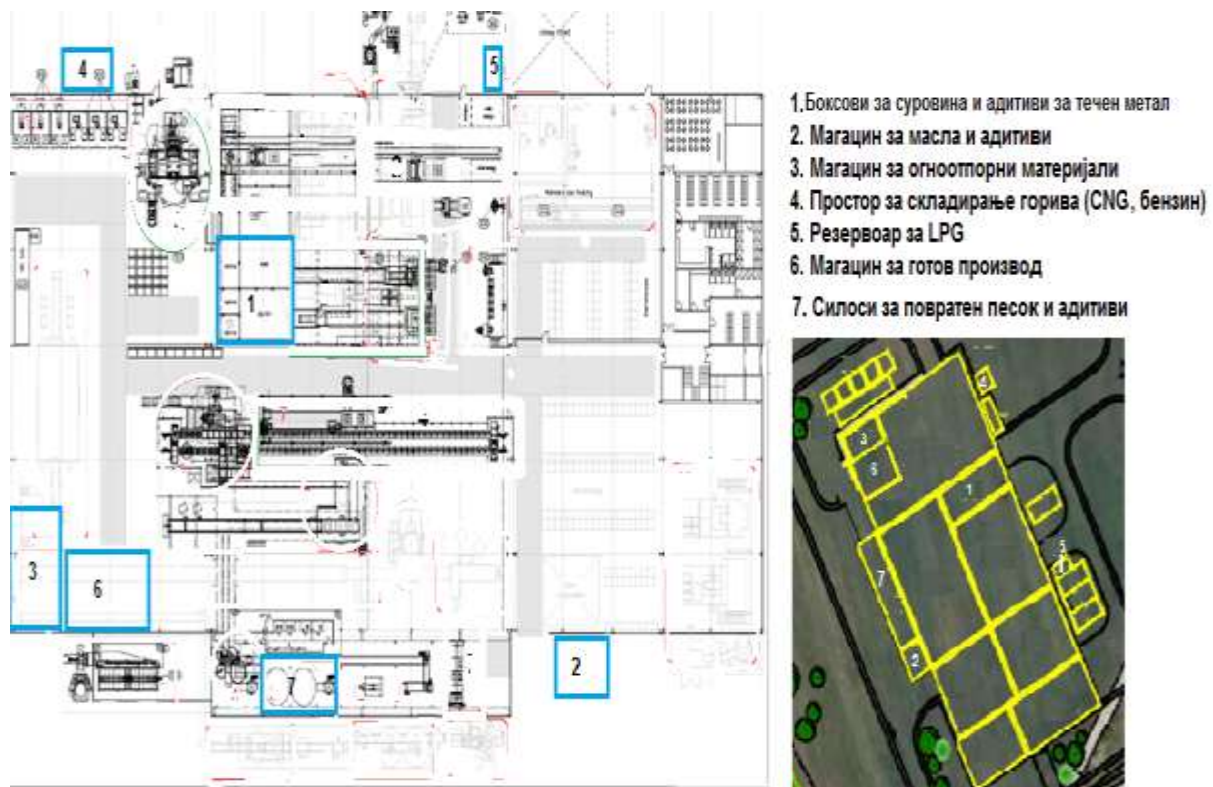 4
5
1
3
6
2
1.Боксови за суровина и адитиви за течен метал
2. Магацин за масла и адитиви
3. Магацин за огноотпорни материјали
4. Простор за складирање горива (CNG, бензин)
5. Резервоар за LPG
6. Магацин за готов производ
7. Силоси за повратен песок и адитиви
4
3
6
1
5
7
2